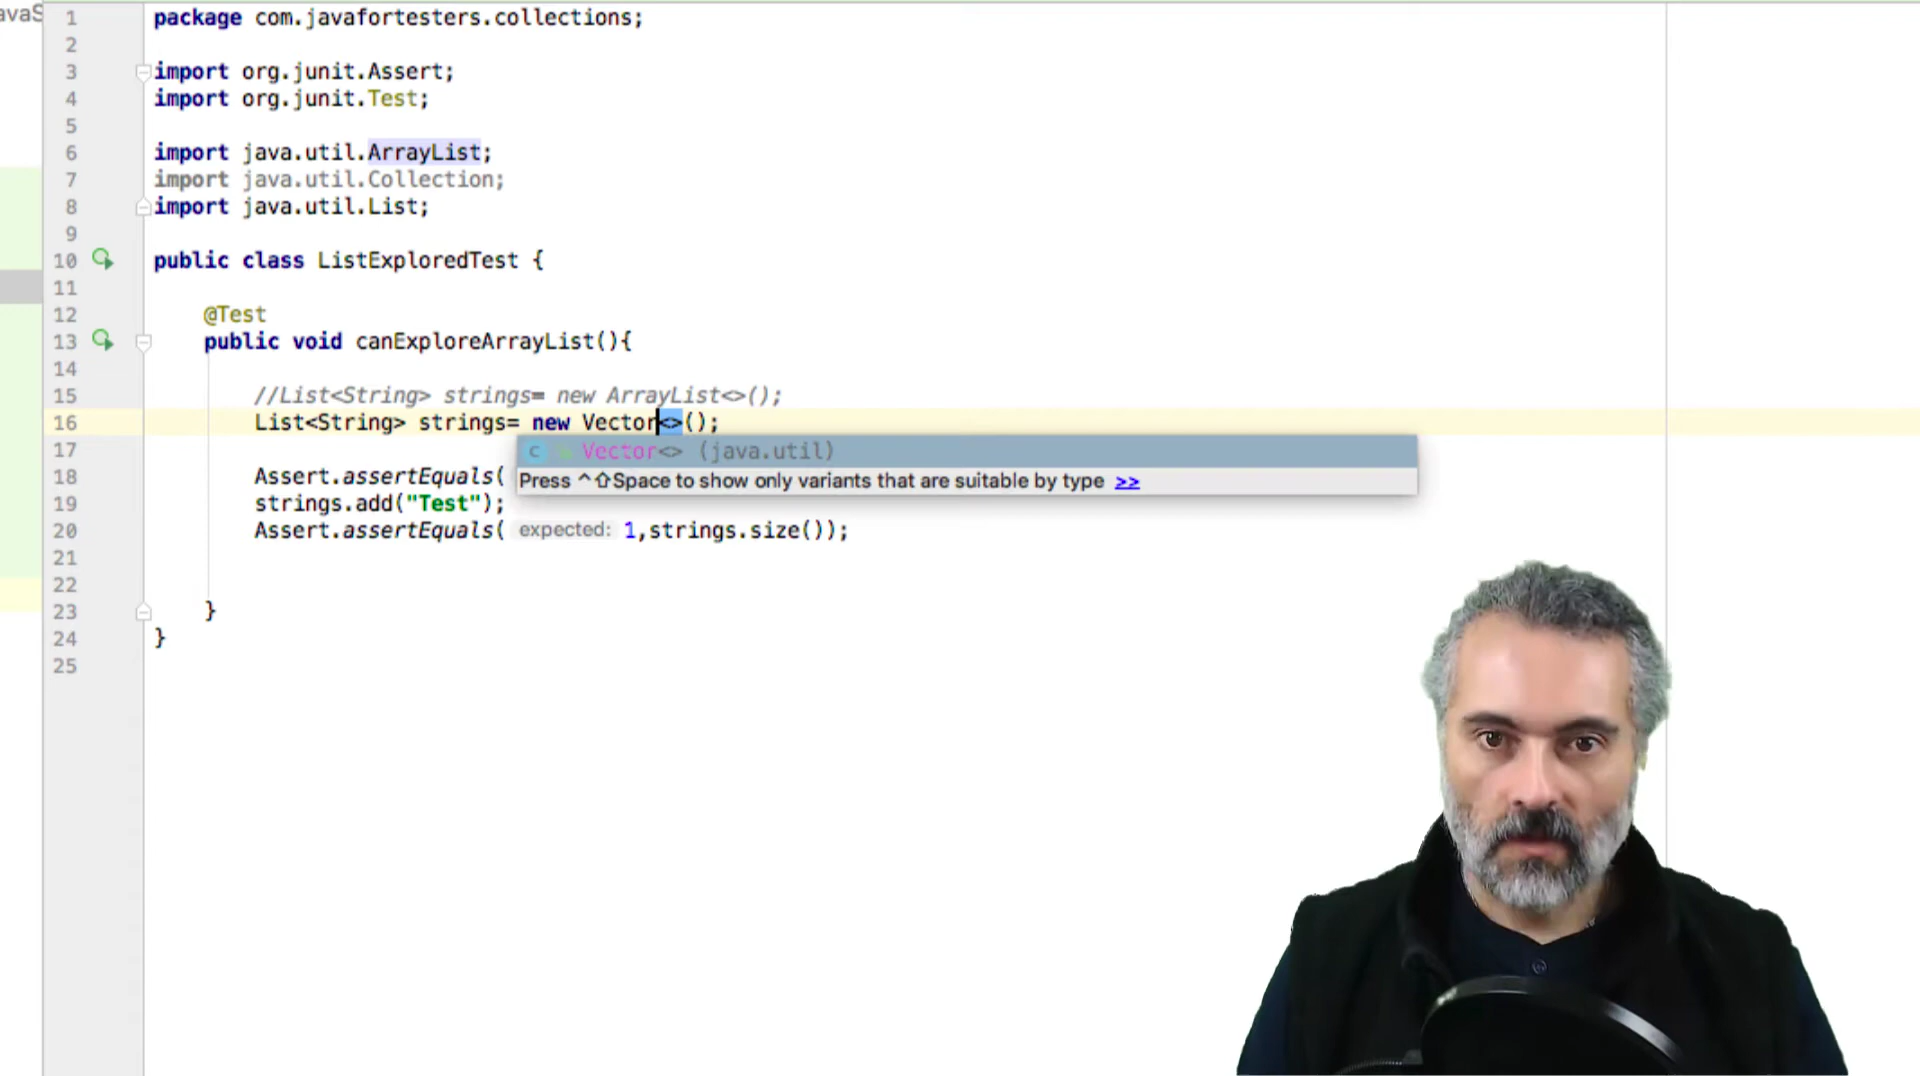 avaS
1 package com.javafortesters.collections;
2
3 import org.junit.Assert;
4 import org.junit.Test;
5
6 import java.util.ArrayList;
7 import java.util.Collection;
8 import java.util.List;
9
10 public class ListExploredTest {
11
12 @Test
13 public void canExploreArrayList(){
14
15 //List<String> strings= new ArrayList<>();
16 List<String> strings= new Vector<>();
17 c Vector<> (java.util)
18 Assert.assertEquals( Press ^⇧Space to show only variants that are suitable by type >>
19 strings.add("Test");
20 Assert.assertEquals( expected: 1,strings.size());
21
22
23 }
24 }
25